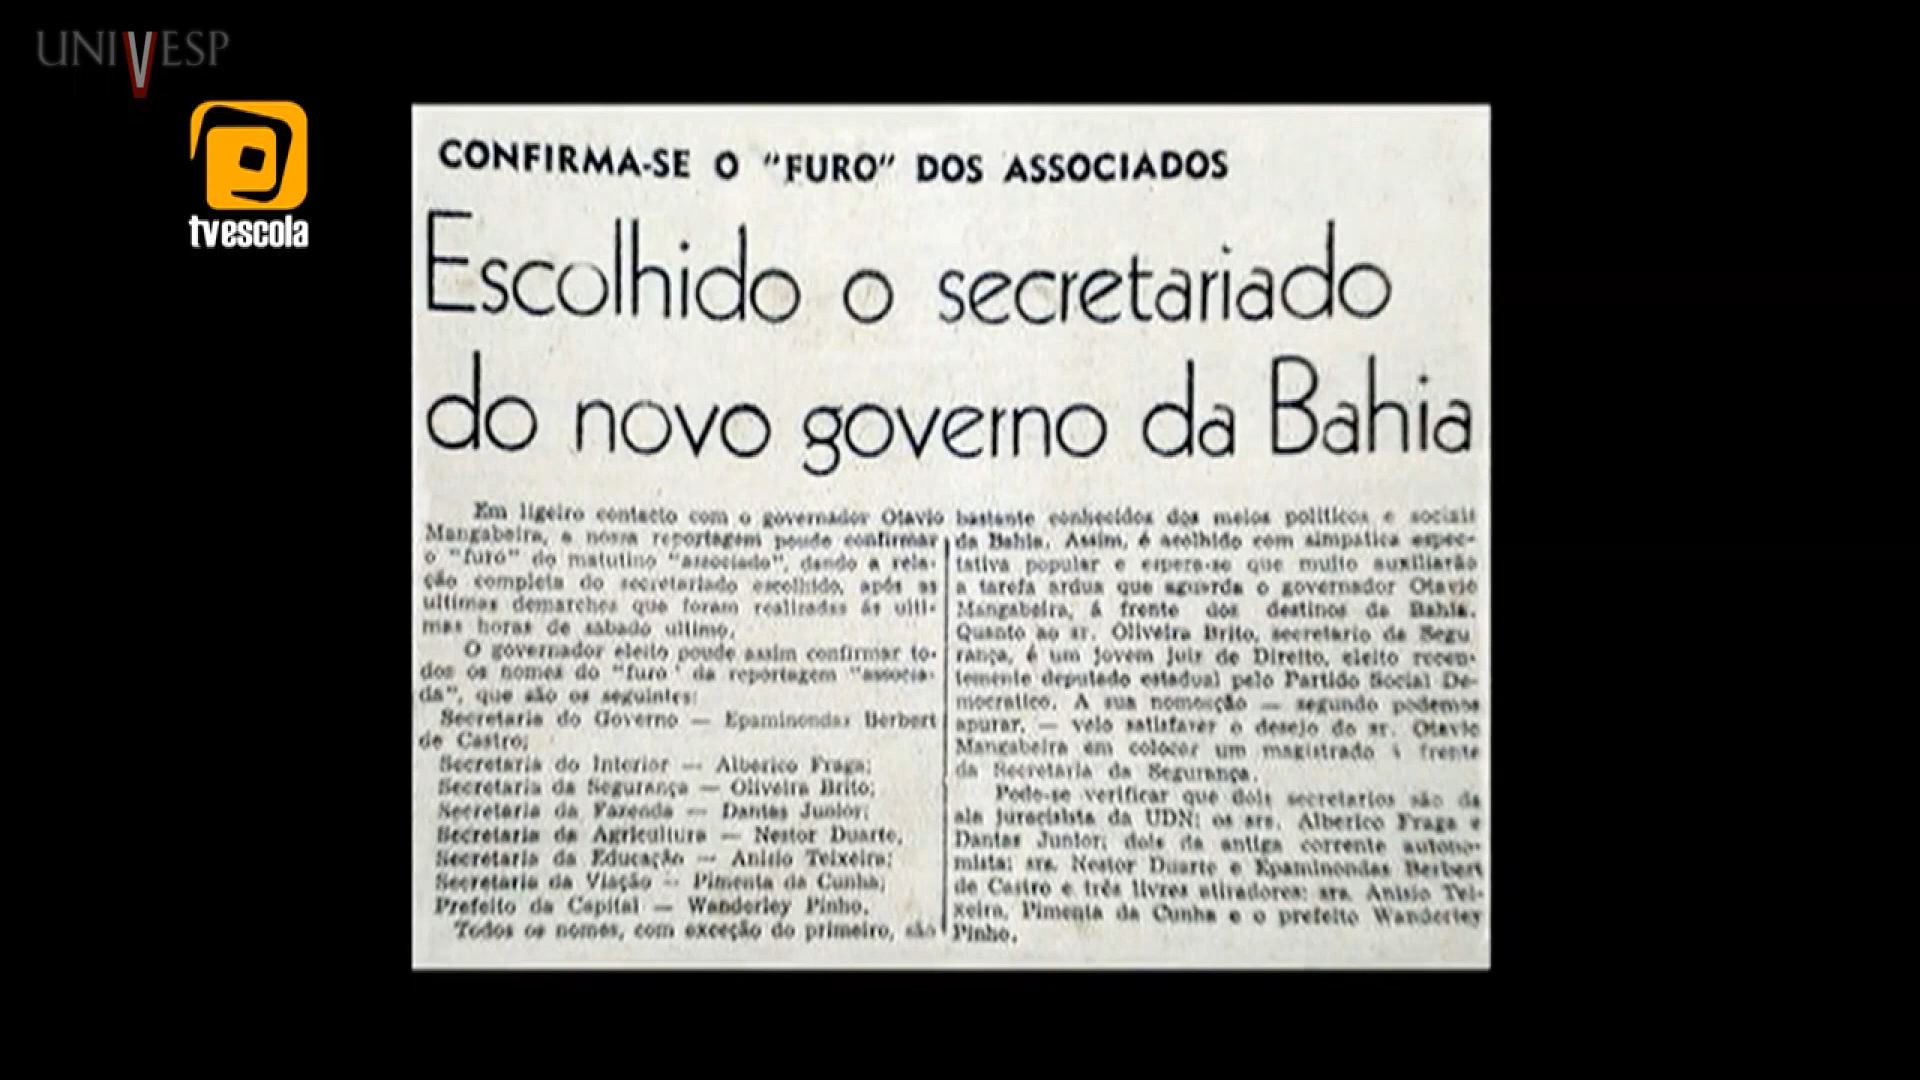 UNIVESP
tvescola
CONFIRMA-SE O "FURO" DOS ASSOCIADOS
Escolhido o secretariado
do novo governo da Bahia
Em ligeiro contacto com o governador Otavio
Mangabeira, a nossa reportagem poude confirmar
o "furo" do matutino "associado", dando a rela-
ção completa do secretariado escolhido, após as
ultimas demarches que foram realizadas ás ulti-
mas horas de sabado ultimo.
O governador eleito poude assim confirmar to-
dos os nomes do "furo" da reportagem "associa-
da", que são os seguintes:
Secretaria do Governo — Epaminondas Berbert
de Castro;
Secretaria do Interior — Alberico Fraga;
Secretaria da Segurança — Oliveira Brito;
Secretaria da Fazenda — Dantas Junior;
Secretaria da Agricultura — Nestor Duarte,
Secretaria da Educação — Anisio Teixeira;
Secretaria da Viação — Pimenta da Cunha;
Prefeito da Capital — Wanderley Pinho.
Todos os nomes, com exceção do primeiro, são
bastante conhecidos dos meios politicos e sociais
da Bahia. Assim, é acolhido com simpatica espec-
tativa popular e espera-se que muito auxiliarão
a tarefa ardua que aguarda o governador Otavio
Mangabeira, á frente dos destinos da Bahia.
Quanto ao sr. Oliveira Brito, secretario da Segu
rança, é um jovem Juiz de Direito, eleito recen-
temente deputado estadual pelo Partido Social De-
mocratico. A sua nomeação — segundo podemos
apurar, — veio satisfazer o desejo do sr. Otavio
Mangabeira em colocar um magistrado á frente
da Secretaria da Segurança.
Pode-se verificar que dois secretarios são da
ala juracisista da UDN: os srs. Alberico Fraga e
Dantas Junior; dois da antiga corrente autono-
mista: srs. Nestor Duarte e Epaminondas Berbert
de Castro e três livres atiradores: srs. Anisio Tei-
xeira, Pimenta da Cunha e o prefeito Wanderley
Pinho.